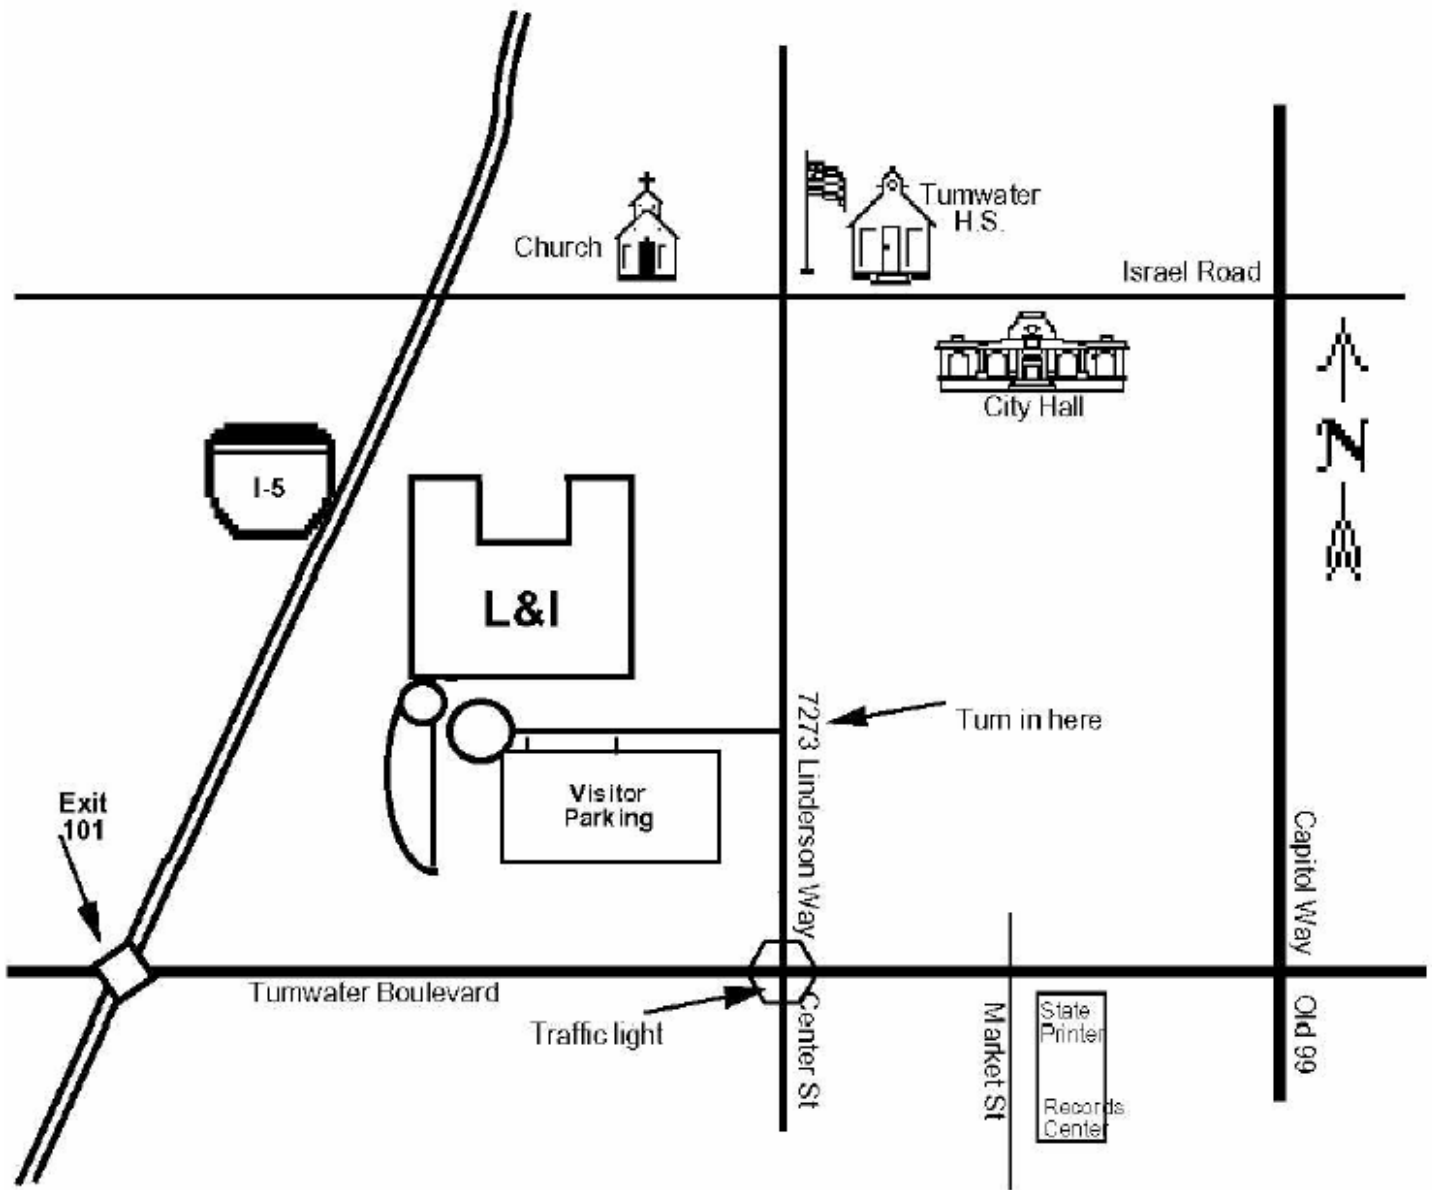 Tumwater
H.S.
Church
Israel Road
City Hall
I-5
N
L&I
7273 Linderson Way
Turn in here
Visitor
Parking
Exit
101
Capitol Way
Tumwater Boulevard
Traffic light
Center St
Market St
State
Printer
Old 99
Records
Center